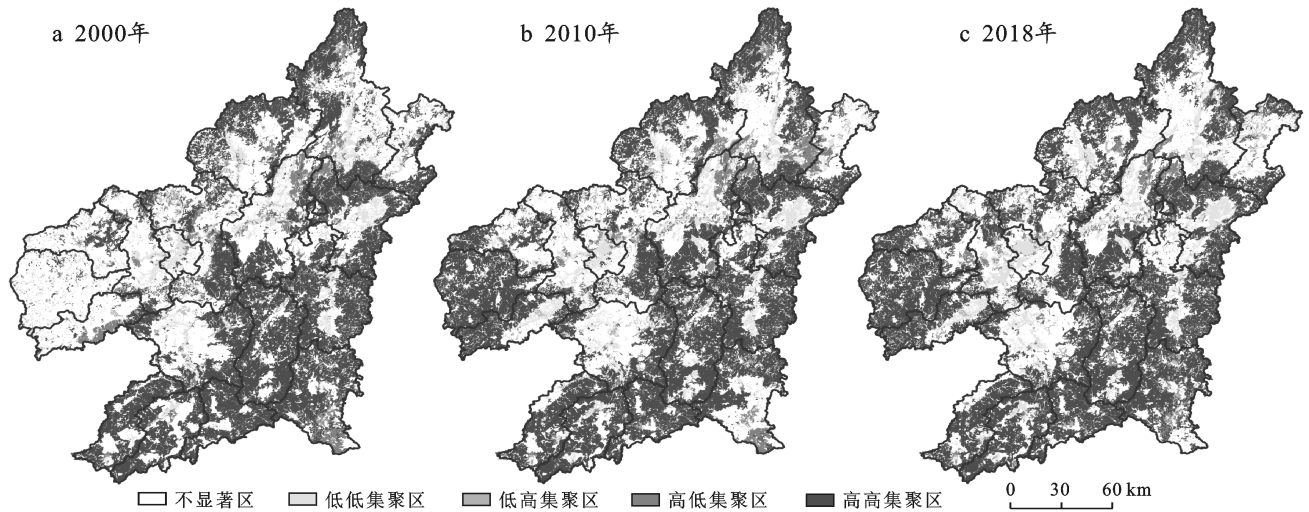 a 2000年
b 2010年
c 2018年
不显著区
低低集聚区
低高集聚区
高低集聚区
高高集聚区
0 30 60 km